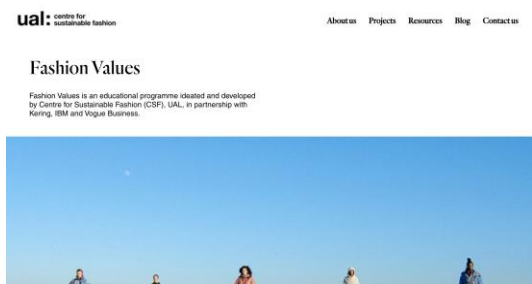 ual: centre for
sustainable fashion
About us Projects Resources Blog Contact us
Fashion Values
Fashion Values is an educational programme ideated and developed
by Centre for Sustainable Fashion (CSF), UAL, in partnership with
Kering, IBM and Vogue Business.